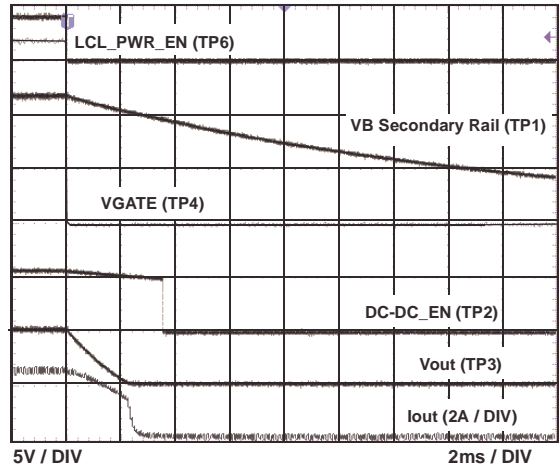 LCL_PWR_EN (TP6)
VB Secondary Rail (TP1)
VGATE (TP4)
DC-DC_EN (TP2)
Vout (TP3)
Iout (2A / DIV)
5V / DIV
2ms / DIV